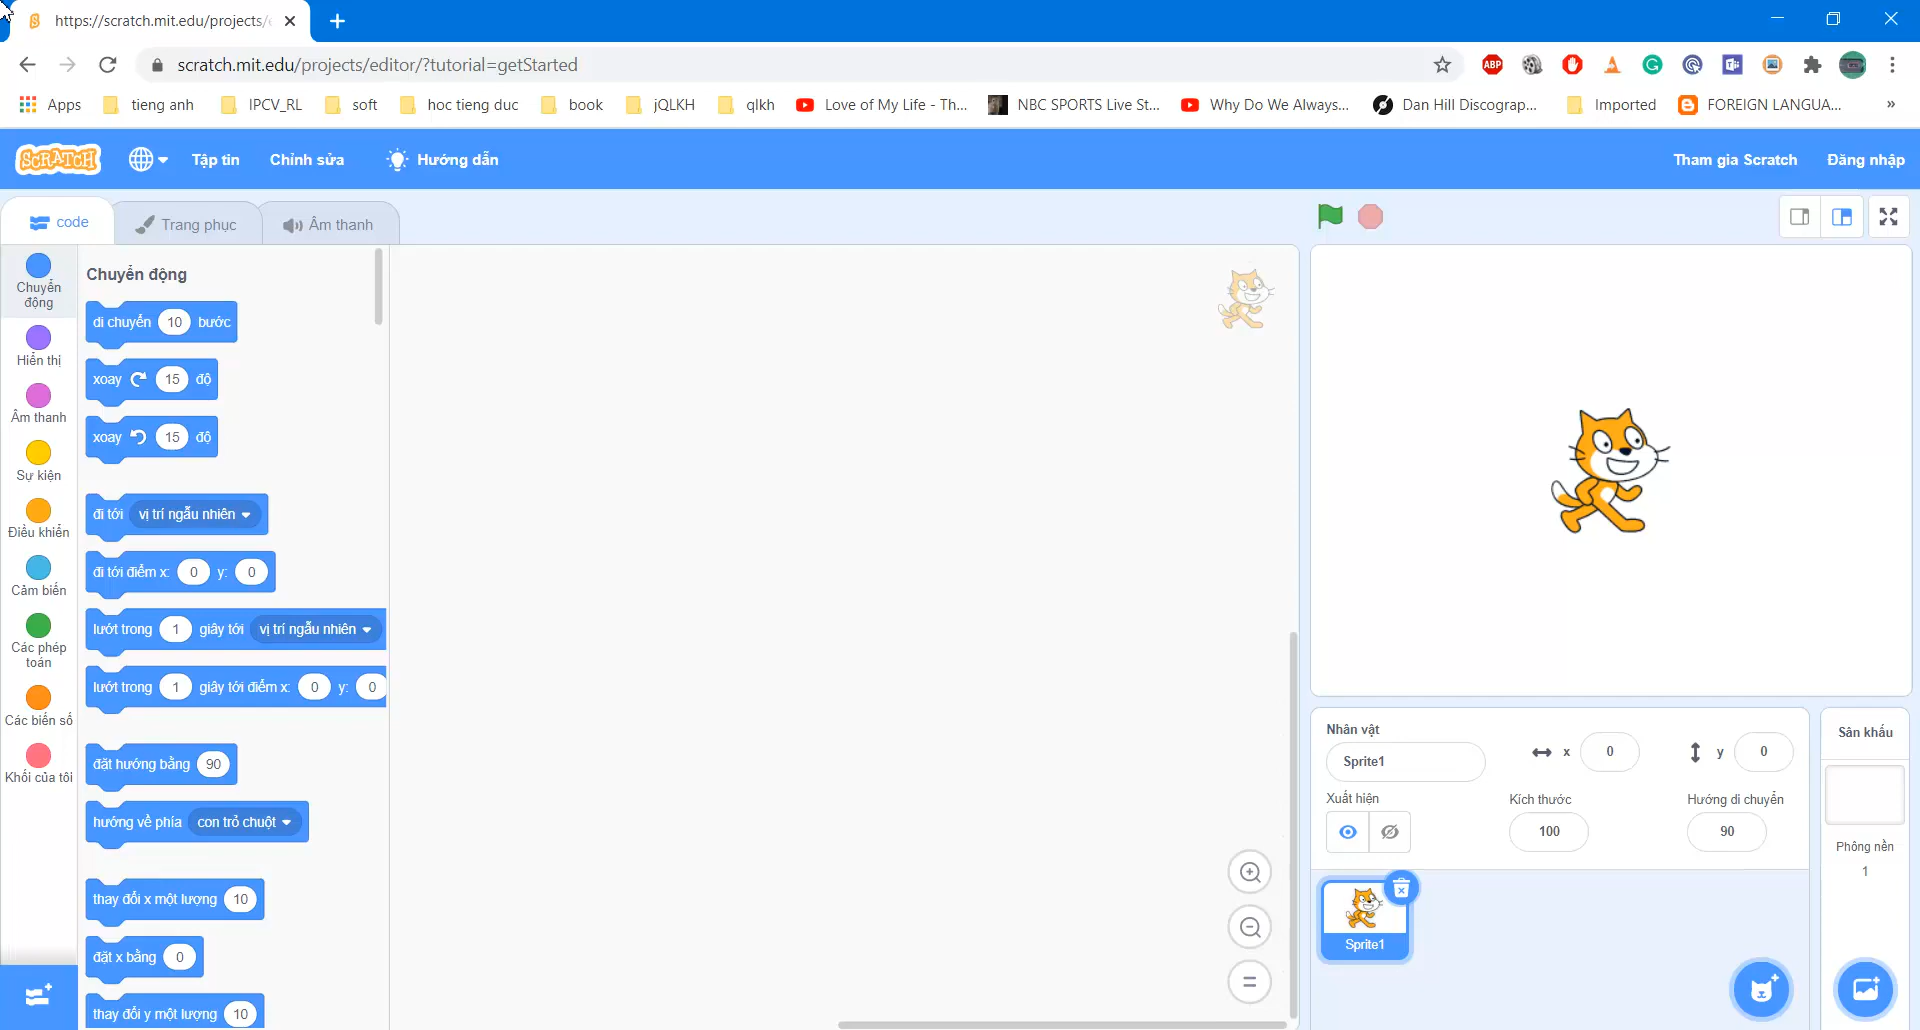 https://scratch.mit.edu/projects/e
scratch.mit.edu/projects/editor/?tutorial=getStarted
ABP
Apps tieng anh IPCV_RL soft hoc tieng duc book jQLKH qlkh Love of My Life - Th... NBC SPORTS Live St... Why Do We Always... Dan Hill Discograp... Imported FOREIGN LANGUA... »
SCRATCH Tập tin Chỉnh sửa Hướng dẫn Tham gia Scratch Đăng nhập
code Trang phục Âm thanh
Chuyển động
Hiển thị
Âm thanh
Sự kiện
Điều khiển
Cảm biến
Các phép toán
Các biến số
Khối của tôi
Chuyển động
di chuyển 10 bước
xoay 15 độ
xoay 15 độ
đi tới vị trí ngẫu nhiên
đi tới điểm x: 0 y: 0
lướt trong 1 giây tới vị trí ngẫu nhiên
lướt trong 1 giây tới điểm x: 0 y: 0
đặt hướng bằng 90
hướng về phía con trỏ chuột
thay đổi x một lượng 10
đặt x bằng 0
thay đổi y một lượng 10
Nhân vật
Sprite1 x 0 y 0
Xuất hiện Kích thước Hướng di chuyển
100 90
Sprite1
Sân khấu
Phông nền
1